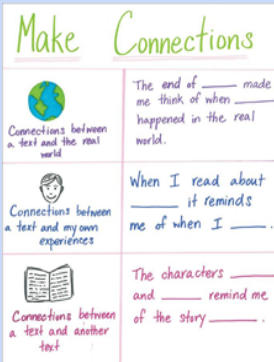 Make Connections
Connections between
a text and the real
world
The end of ____ made
me think of when ____
happened in the real
world.
Connections between
a text and my own
experiences
When I read about
____ it reminds
me of when I ____.
Connections between
a text and another
text
The characters ____
and ____ remind me
of the story ____.